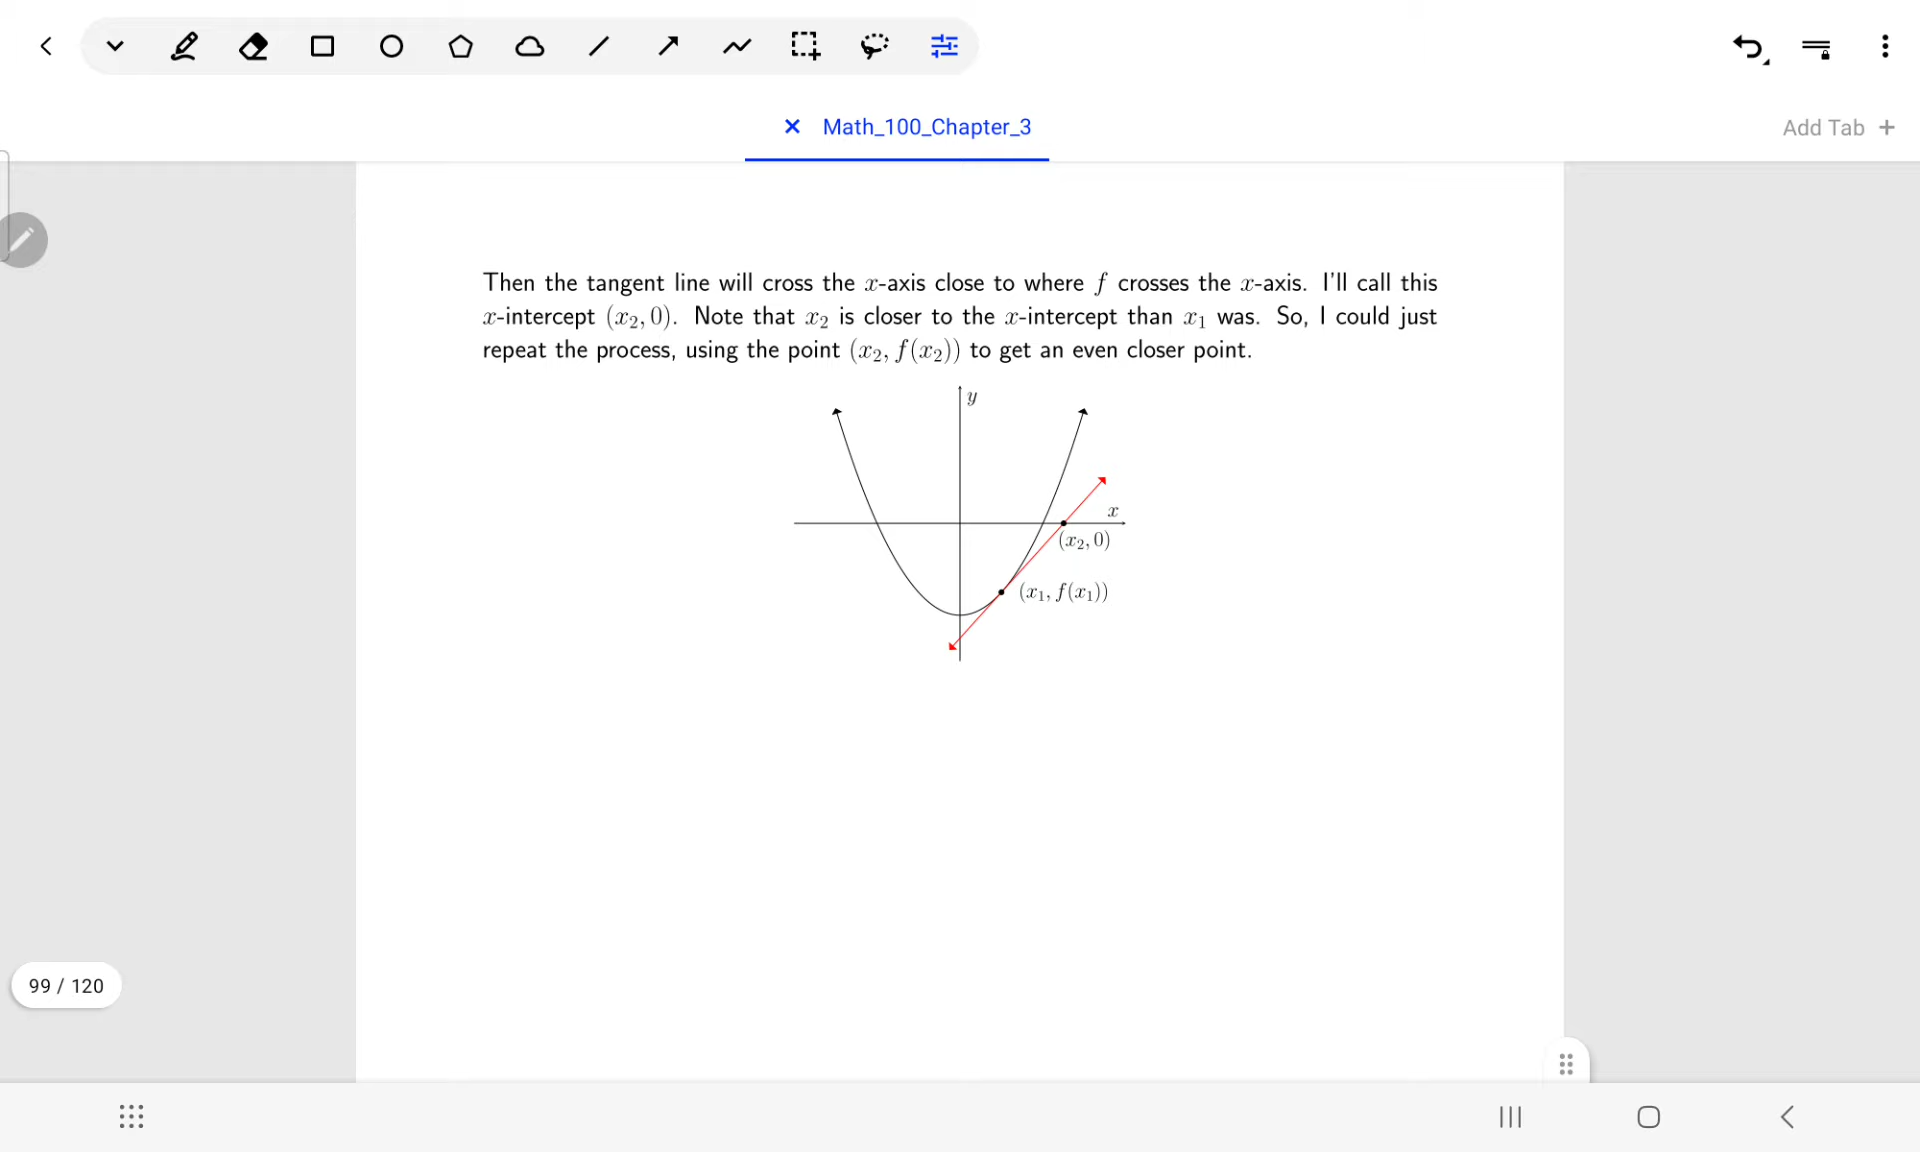 Math_100_Chapter_3
Add Tab +
Then the tangent line will cross the x-axis close to where f crosses the x-axis. I'll call this
x-intercept (x₂, 0). Note that x₂ is closer to the x-intercept than x₁ was. So, I could just
repeat the process, using the point (x₂, f(x₂)) to get an even closer point.
y
x
(x₂, 0)
(x₁, f(x₁))
99 / 120